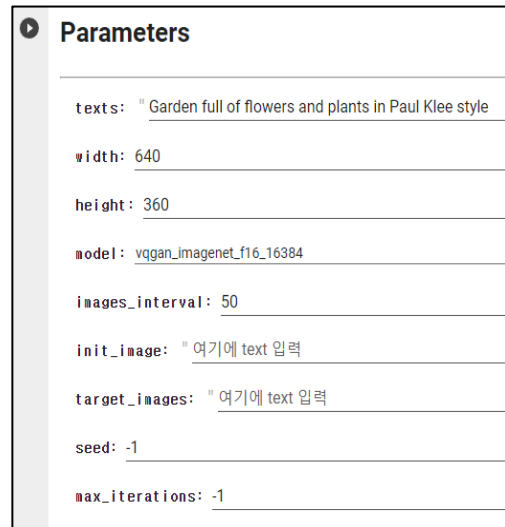 Parameters
texts: " Garden full of flowers and plants in Paul Klee style
width: 640
height: 360
model: vqgan_imagenet_f16_16384
images_interval: 50
init_image: " 여기에 text 입력
target_images: " 여기에 text 입력
seed: -1
max_iterations: -1